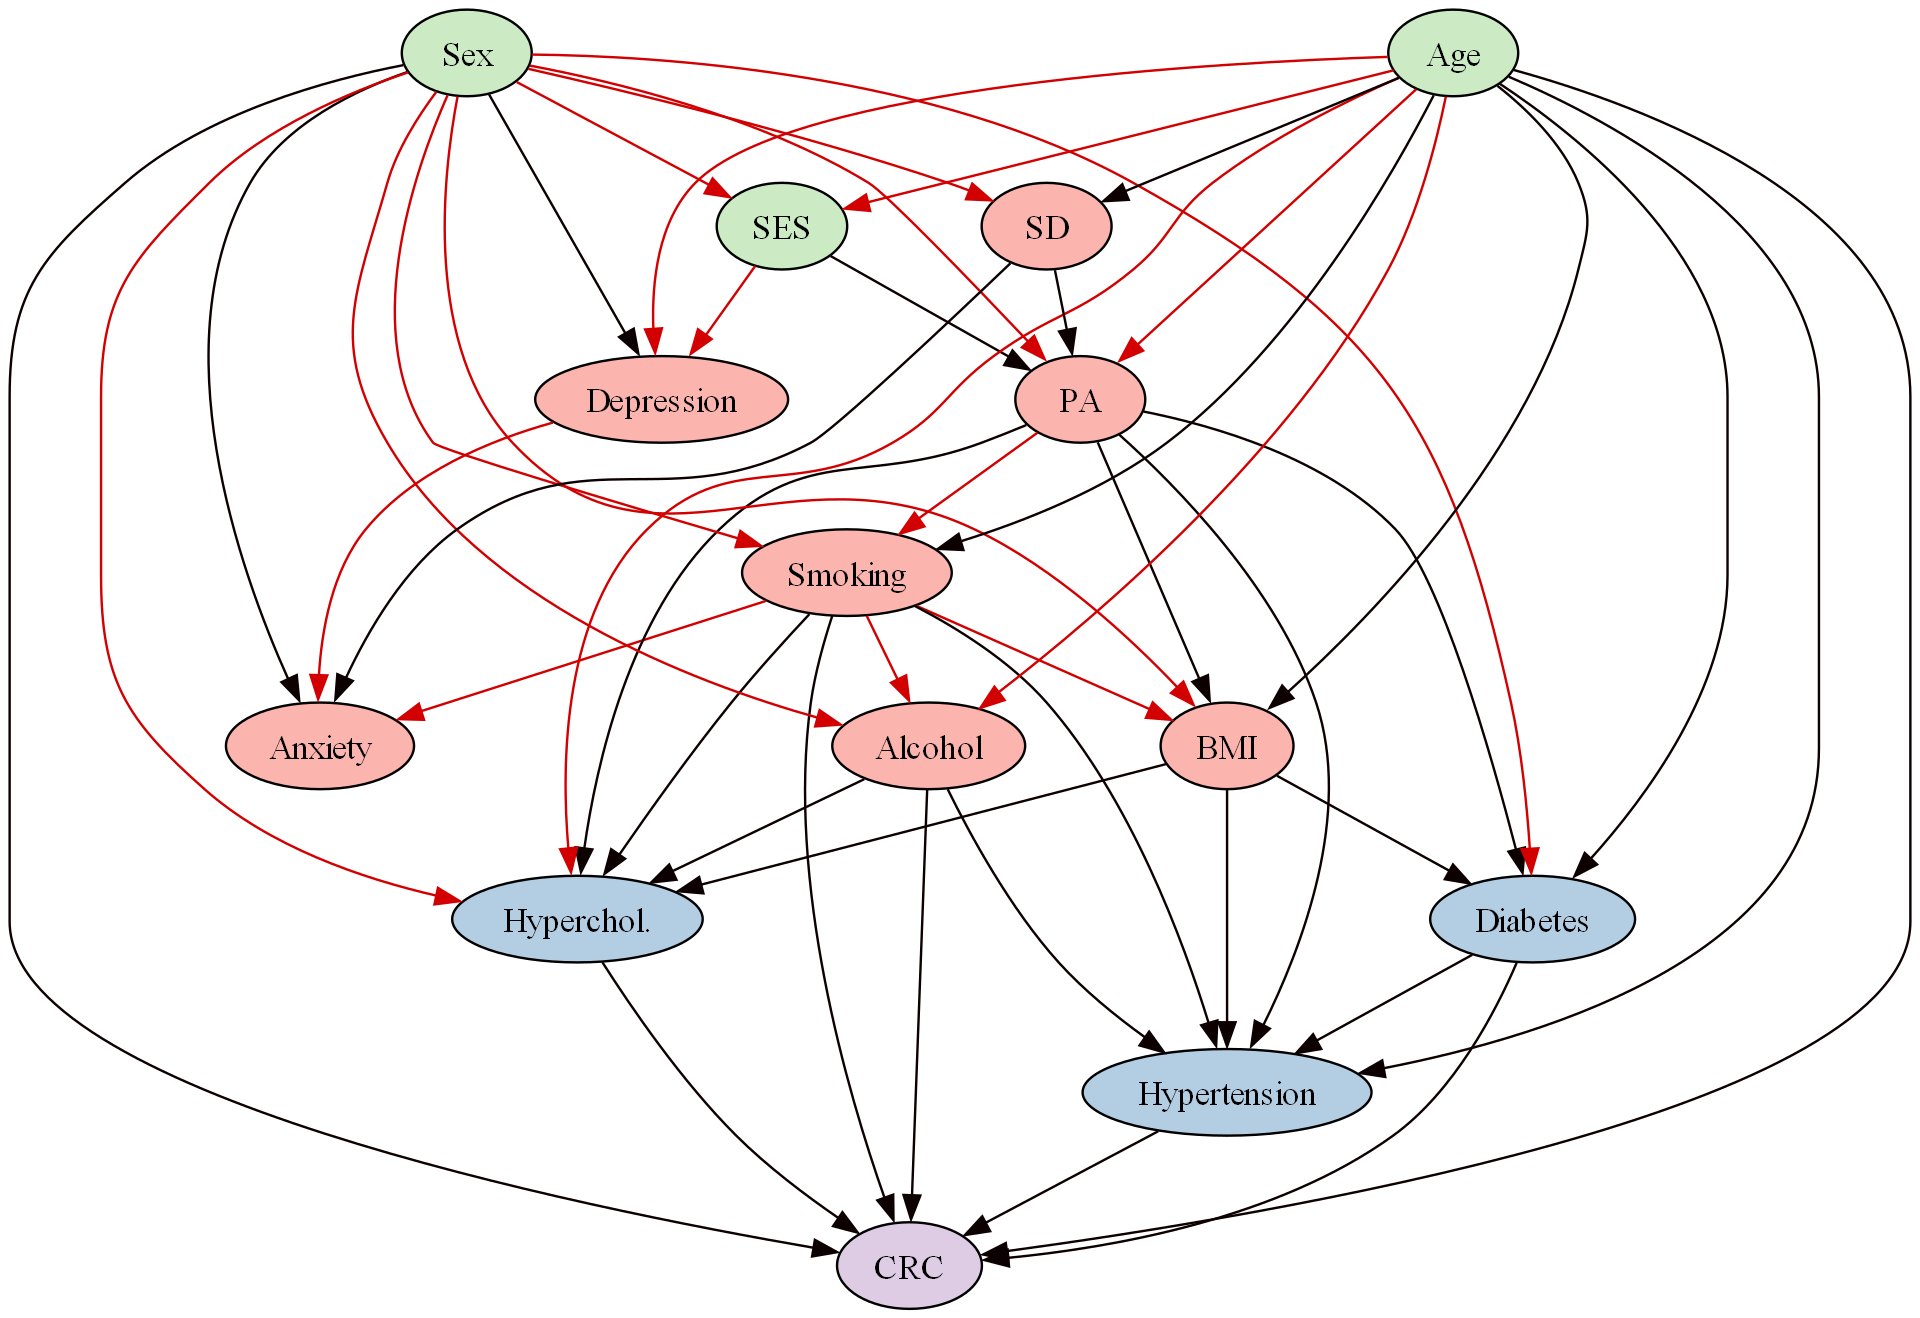 Sex
Age
SES
SD
Depression
PA
Smoking
Anxiety
Alcohol
BMI
Hyperchol.
Diabetes
Hypertension
CRC